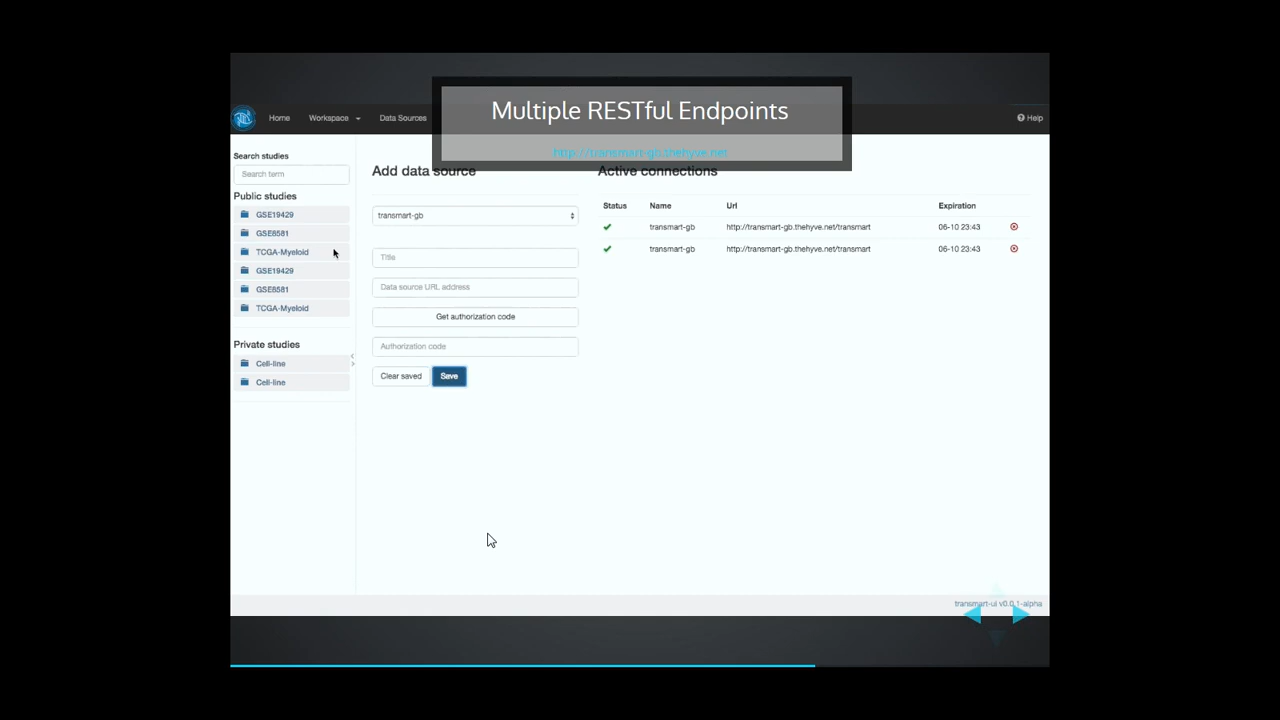 Multiple RESTful Endpoints
http://transmart-gb.thehyve.net
Home Workspace Data Sources Help
Search studies
Search term
Public studies
GSE19429
GSE8581
TCGA-Myeloid
GSE19429
GSE8581
TCGA-Myeloid
Private studies
Cell-line
Cell-line
Add data source
transmart-gb
Title
Data source URL address
Get authorization code
Authorization code
Clear saved Save
Active connections
Status Name Url Expiration
transmart-gb http://transmart-gb.thehyve.net/transmart 06-10 23:43
transmart-gb http://transmart-gb.thehyve.net/transmart 06-10 23:43
transmart-ui v0.0.1-alpha